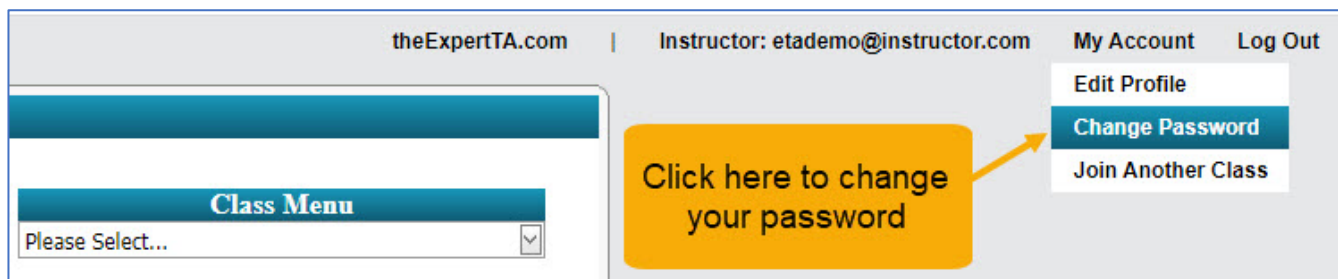 theExpertTA.com | Instructor: etademo@instructor.com My Account Log Out
Edit Profile
Change Password
Join Another Class
Click here to change
your password
Class Menu
Please Select...